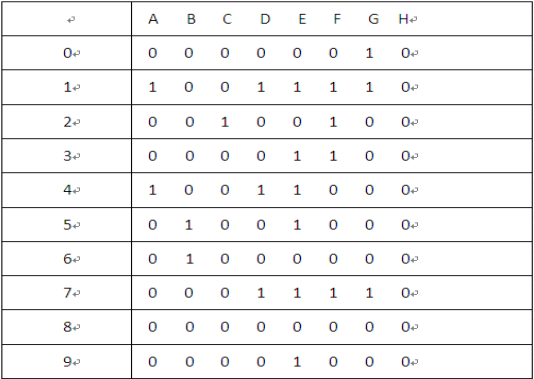 A B C D E F G H
0 0 0 0 0 0 0 1 0
1 1 0 0 1 1 1 1 0
2 0 0 1 0 0 1 0 0
3 0 0 0 0 1 1 0 0
4 1 0 0 1 1 0 0 0
5 0 1 0 0 1 0 0 0
6 0 1 0 0 0 0 0 0
7 0 0 0 1 1 1 1 0
8 0 0 0 0 0 0 0 0
9 0 0 0 0 1 0 0 0